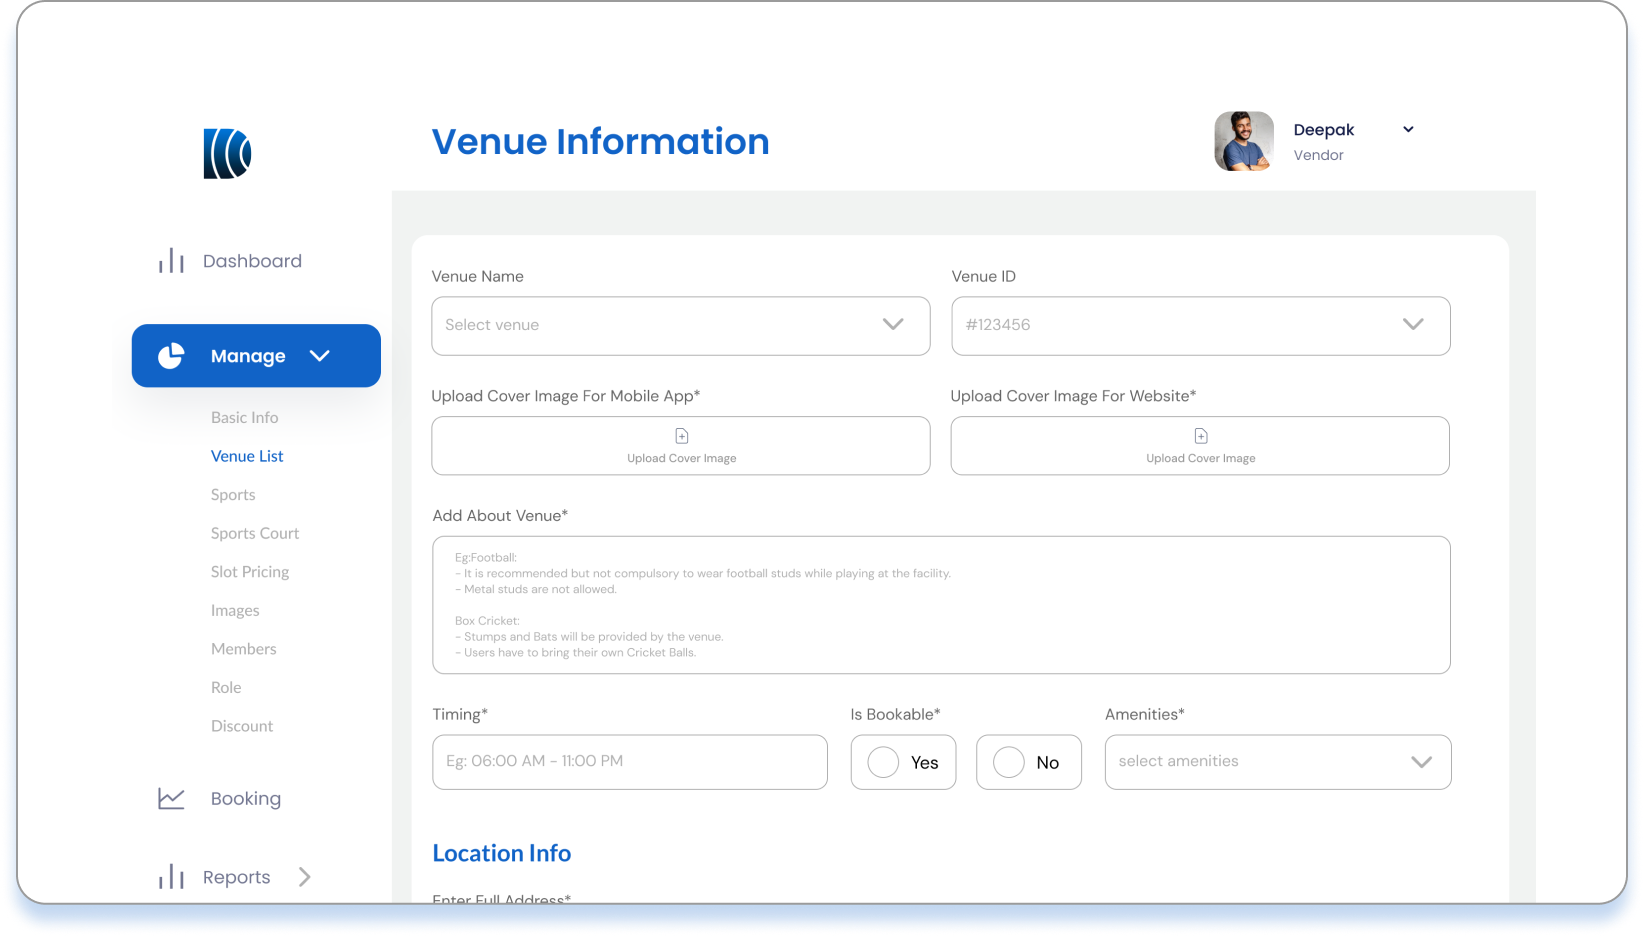 Venue Information
Deepak
Vendor
Dashboard
Manage
Basic Info
Venue List
Sports
Sports Court
Slot Pricing
Images
Members
Role
Discount
Booking
Reports
Venue Name
Venue ID
Select venue
#123456
Upload Cover Image For Mobile App*
Upload Cover Image For Website*
Upload Cover Image
Upload Cover Image
Add About Venue*
Eg:Football:
- It is recommended but not compulsory to wear football studs while playing at the facility.
- Metal studs are not allowed.
Box Cricket:
- Stumps and Bats will be provided by the venue.
- Users have to bring their own Cricket Balls.
Timing*
Is Bookable*
Amenities*
Eg: 06:00 AM - 11:00 PM
Yes
No
select amenities
Location Info
Enter Full Address*